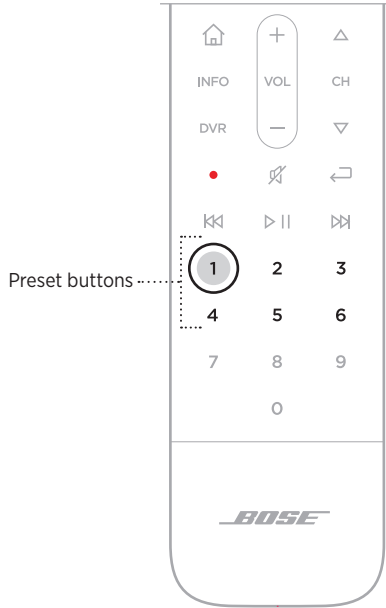 +
INFO VOL CH
DVR
−
1 2 3
Preset buttons
4 5 6
7 8 9
0
BOSE